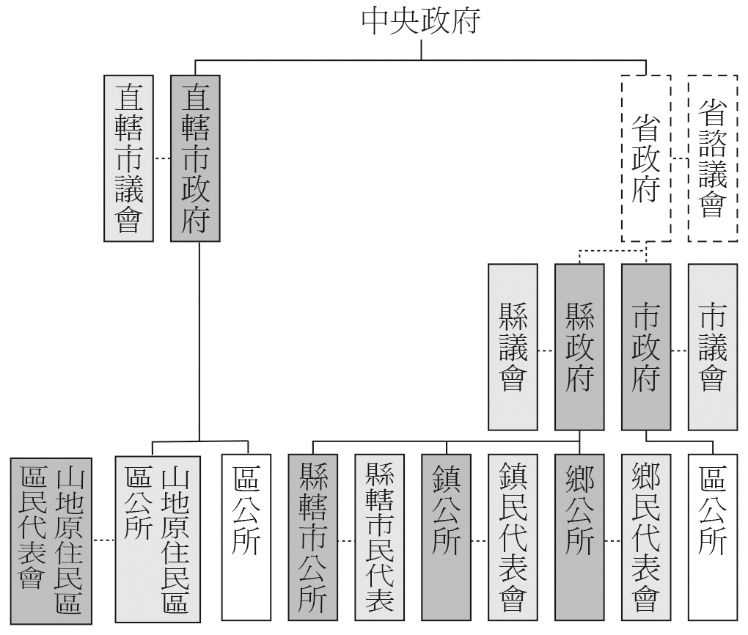 中央政府
直轄市議會
直轄市政府
省政府
省諮議會
縣議會
縣政府
市政府
市議會
山地原住民區
區民代表會
山地原住民區
區公所
區公所
縣轄市公所
縣轄市民代表
鎮公所
鎮民代表會
鄉公所
鄉民代表會
區公所